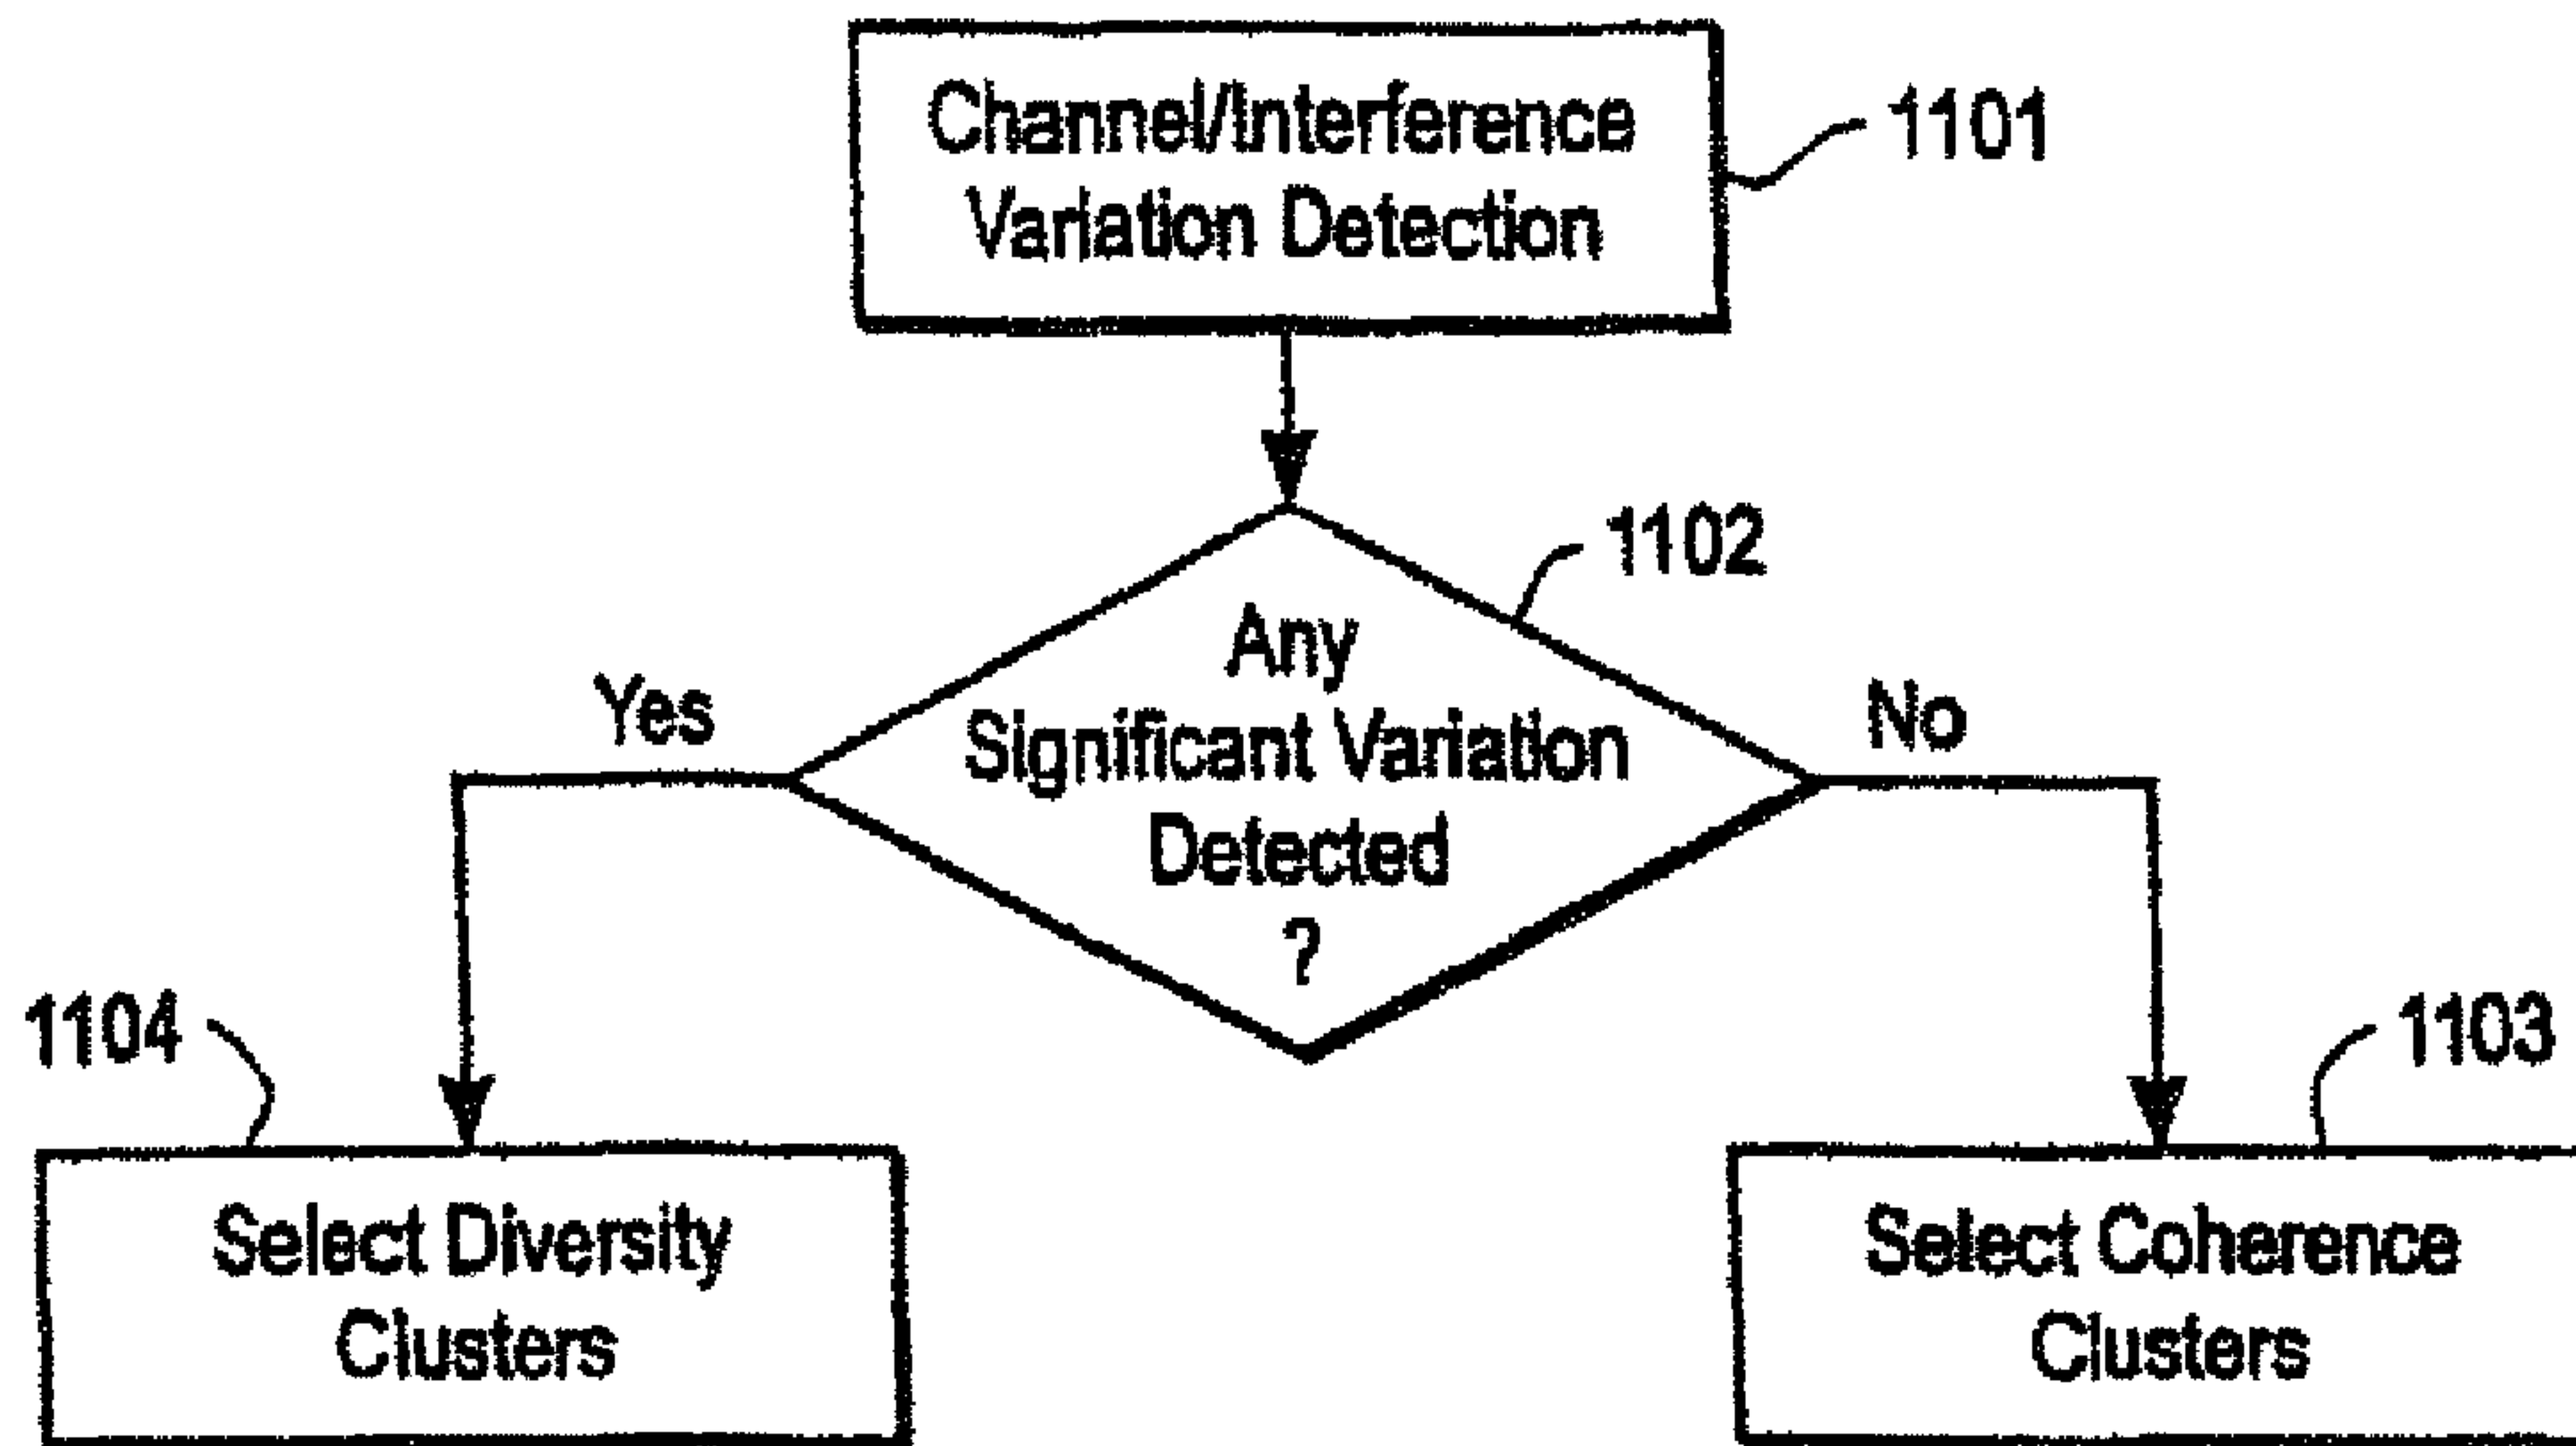 Channel/Interference
Variation Detection
1101
1102
Any
Significant Variation
Detected
?
Yes
No
1104
1103
Select Diversity
Clusters
Select Coherence
Clusters